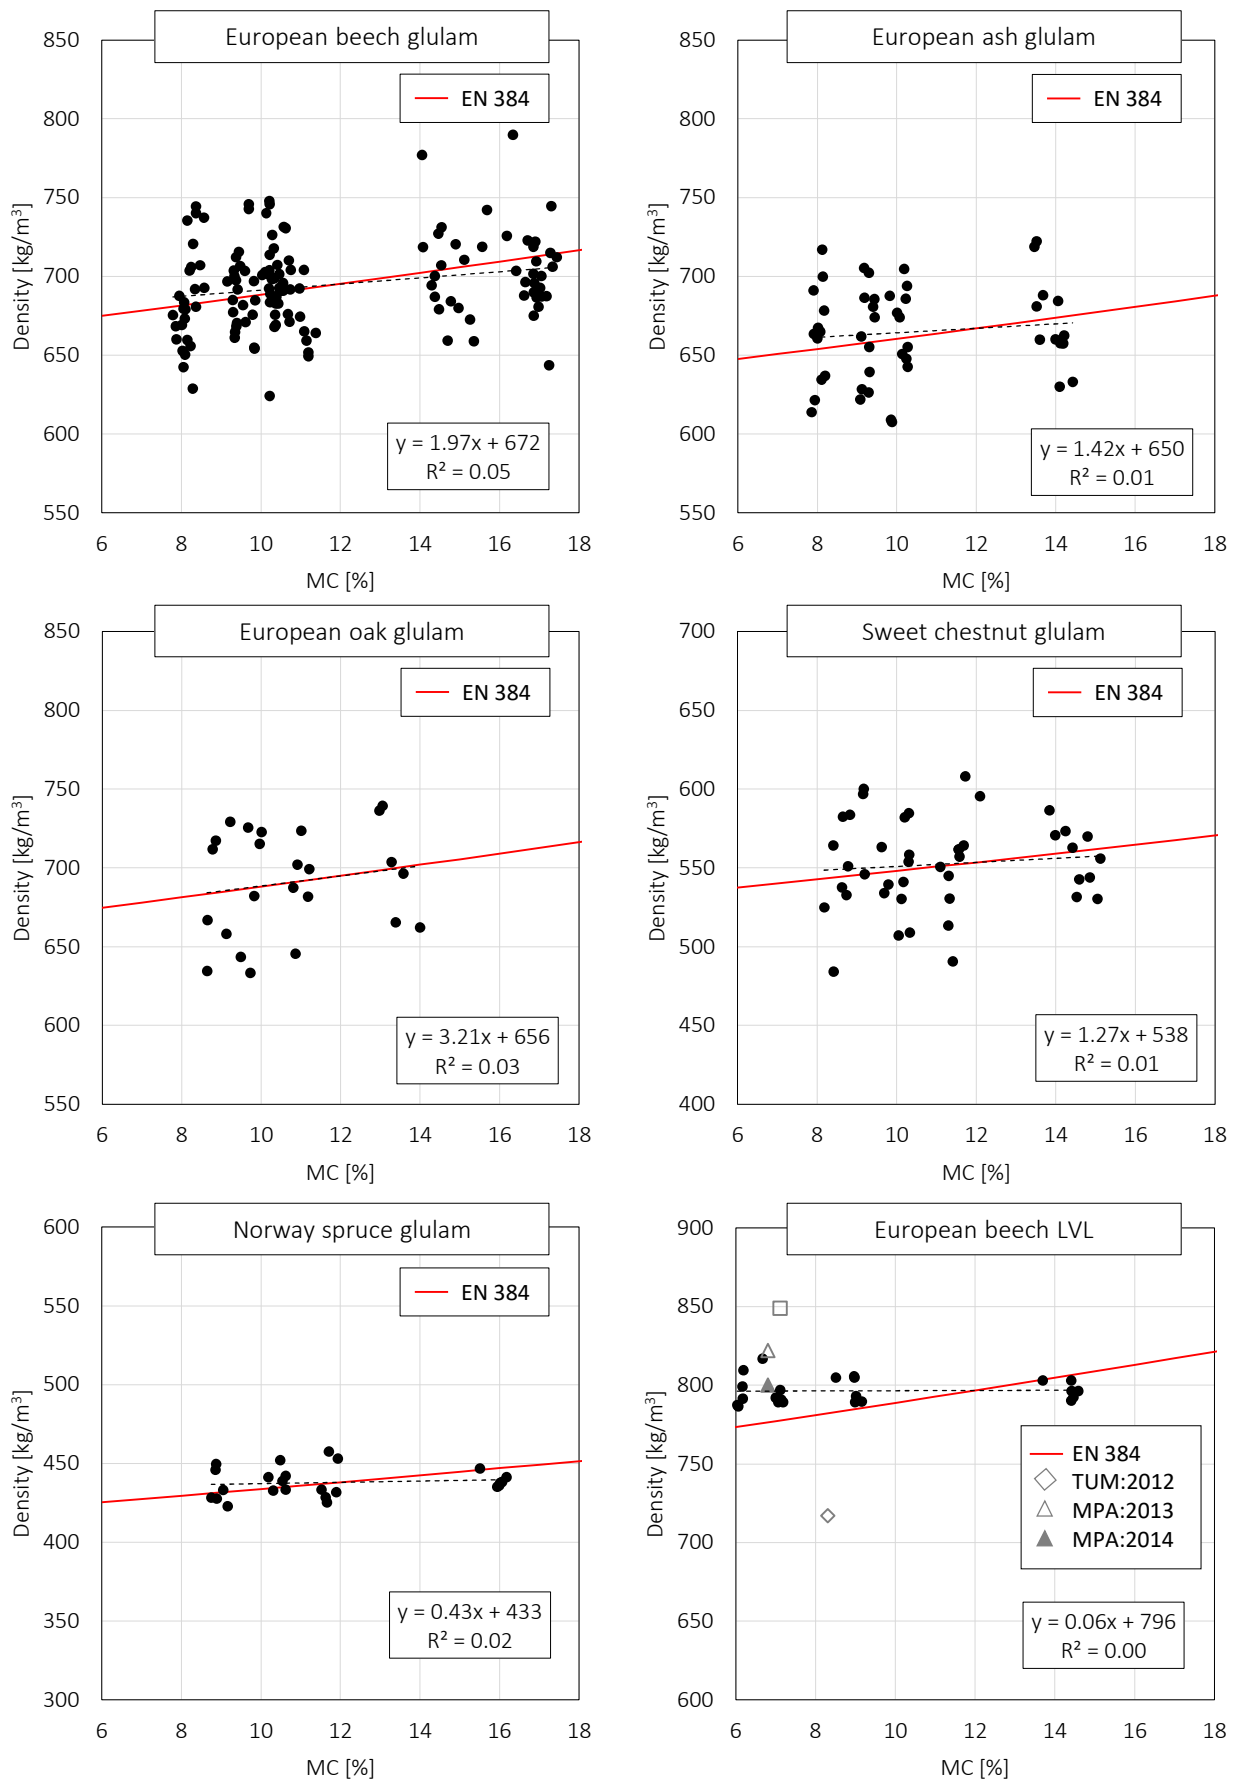 European beech glulam
EN 384
850
800
750
700
650
600
550
Density [kg/m³]
y = 1.97x + 672
R² = 0.05
6 8 10 12 14 16 18
MC [%]
European ash glulam
EN 384
850
800
750
700
650
600
550
Density [kg/m³]
y = 1.42x + 650
R² = 0.01
6 8 10 12 14 16 18
MC [%]
European oak glulam
EN 384
850
800
750
700
650
600
550
Density [kg/m³]
y = 3.21x + 656
R² = 0.03
6 8 10 12 14 16 18
MC [%]
Sweet chestnut glulam
EN 384
700
650
600
550
500
450
400
Density [kg/m³]
y = 1.27x + 538
R² = 0.01
6 8 10 12 14 16 18
MC [%]
Norway spruce glulam
EN 384
600
550
500
450
400
350
300
Density [kg/m³]
y = 0.43x + 433
R² = 0.02
6 8 10 12 14 16 18
MC [%]
European beech LVL
900
850
800
750
700
650
600
Density [kg/m³]
EN 384
TUM:2012
MPA:2013
MPA:2014
y = 0.06x + 796
R² = 0.00
6 8 10 12 14 16 18
MC [%]